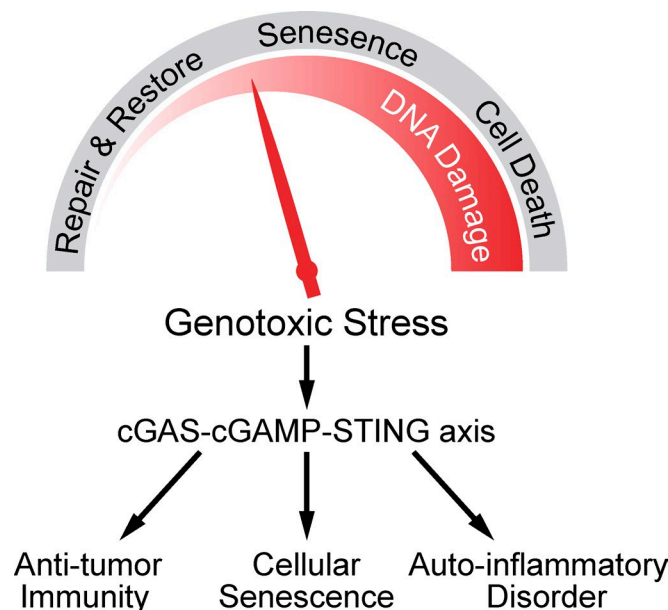 Repair & Restore
Senesence
Cell Death
DNA Damage
Genotoxic Stress
cGAS-cGAMP-STING axis
Anti-tumor
Immunity
Cellular
Senescence
Auto-inflammatory
Disorder